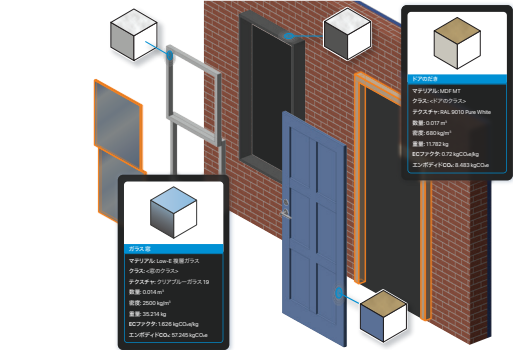 ドアのだき
マテリアル: MDF MT
クラス: <ドアのクラス>
テクスチャ: RAL 9010 Pure White
数量: 0.017 m³
密度: 680 kg/m³
重量: 11.782 kg
ECファクタ: 0.72 kgCO₂e/kg
エンボディドCO₂: 8.483 kgCO₂e
ガラス 窓
マテリアル: Low-E 複層ガラス
クラス: <窓のクラス>
テクスチャ: クリアブルーガラス 19
数量: 0.014 m³
密度: 2500 kg/m³
重量: 35.214 kg
ECファクタ: 1.626 kgCO₂e/kg
エンボディドCO₂: 57.245 kgCO₂e